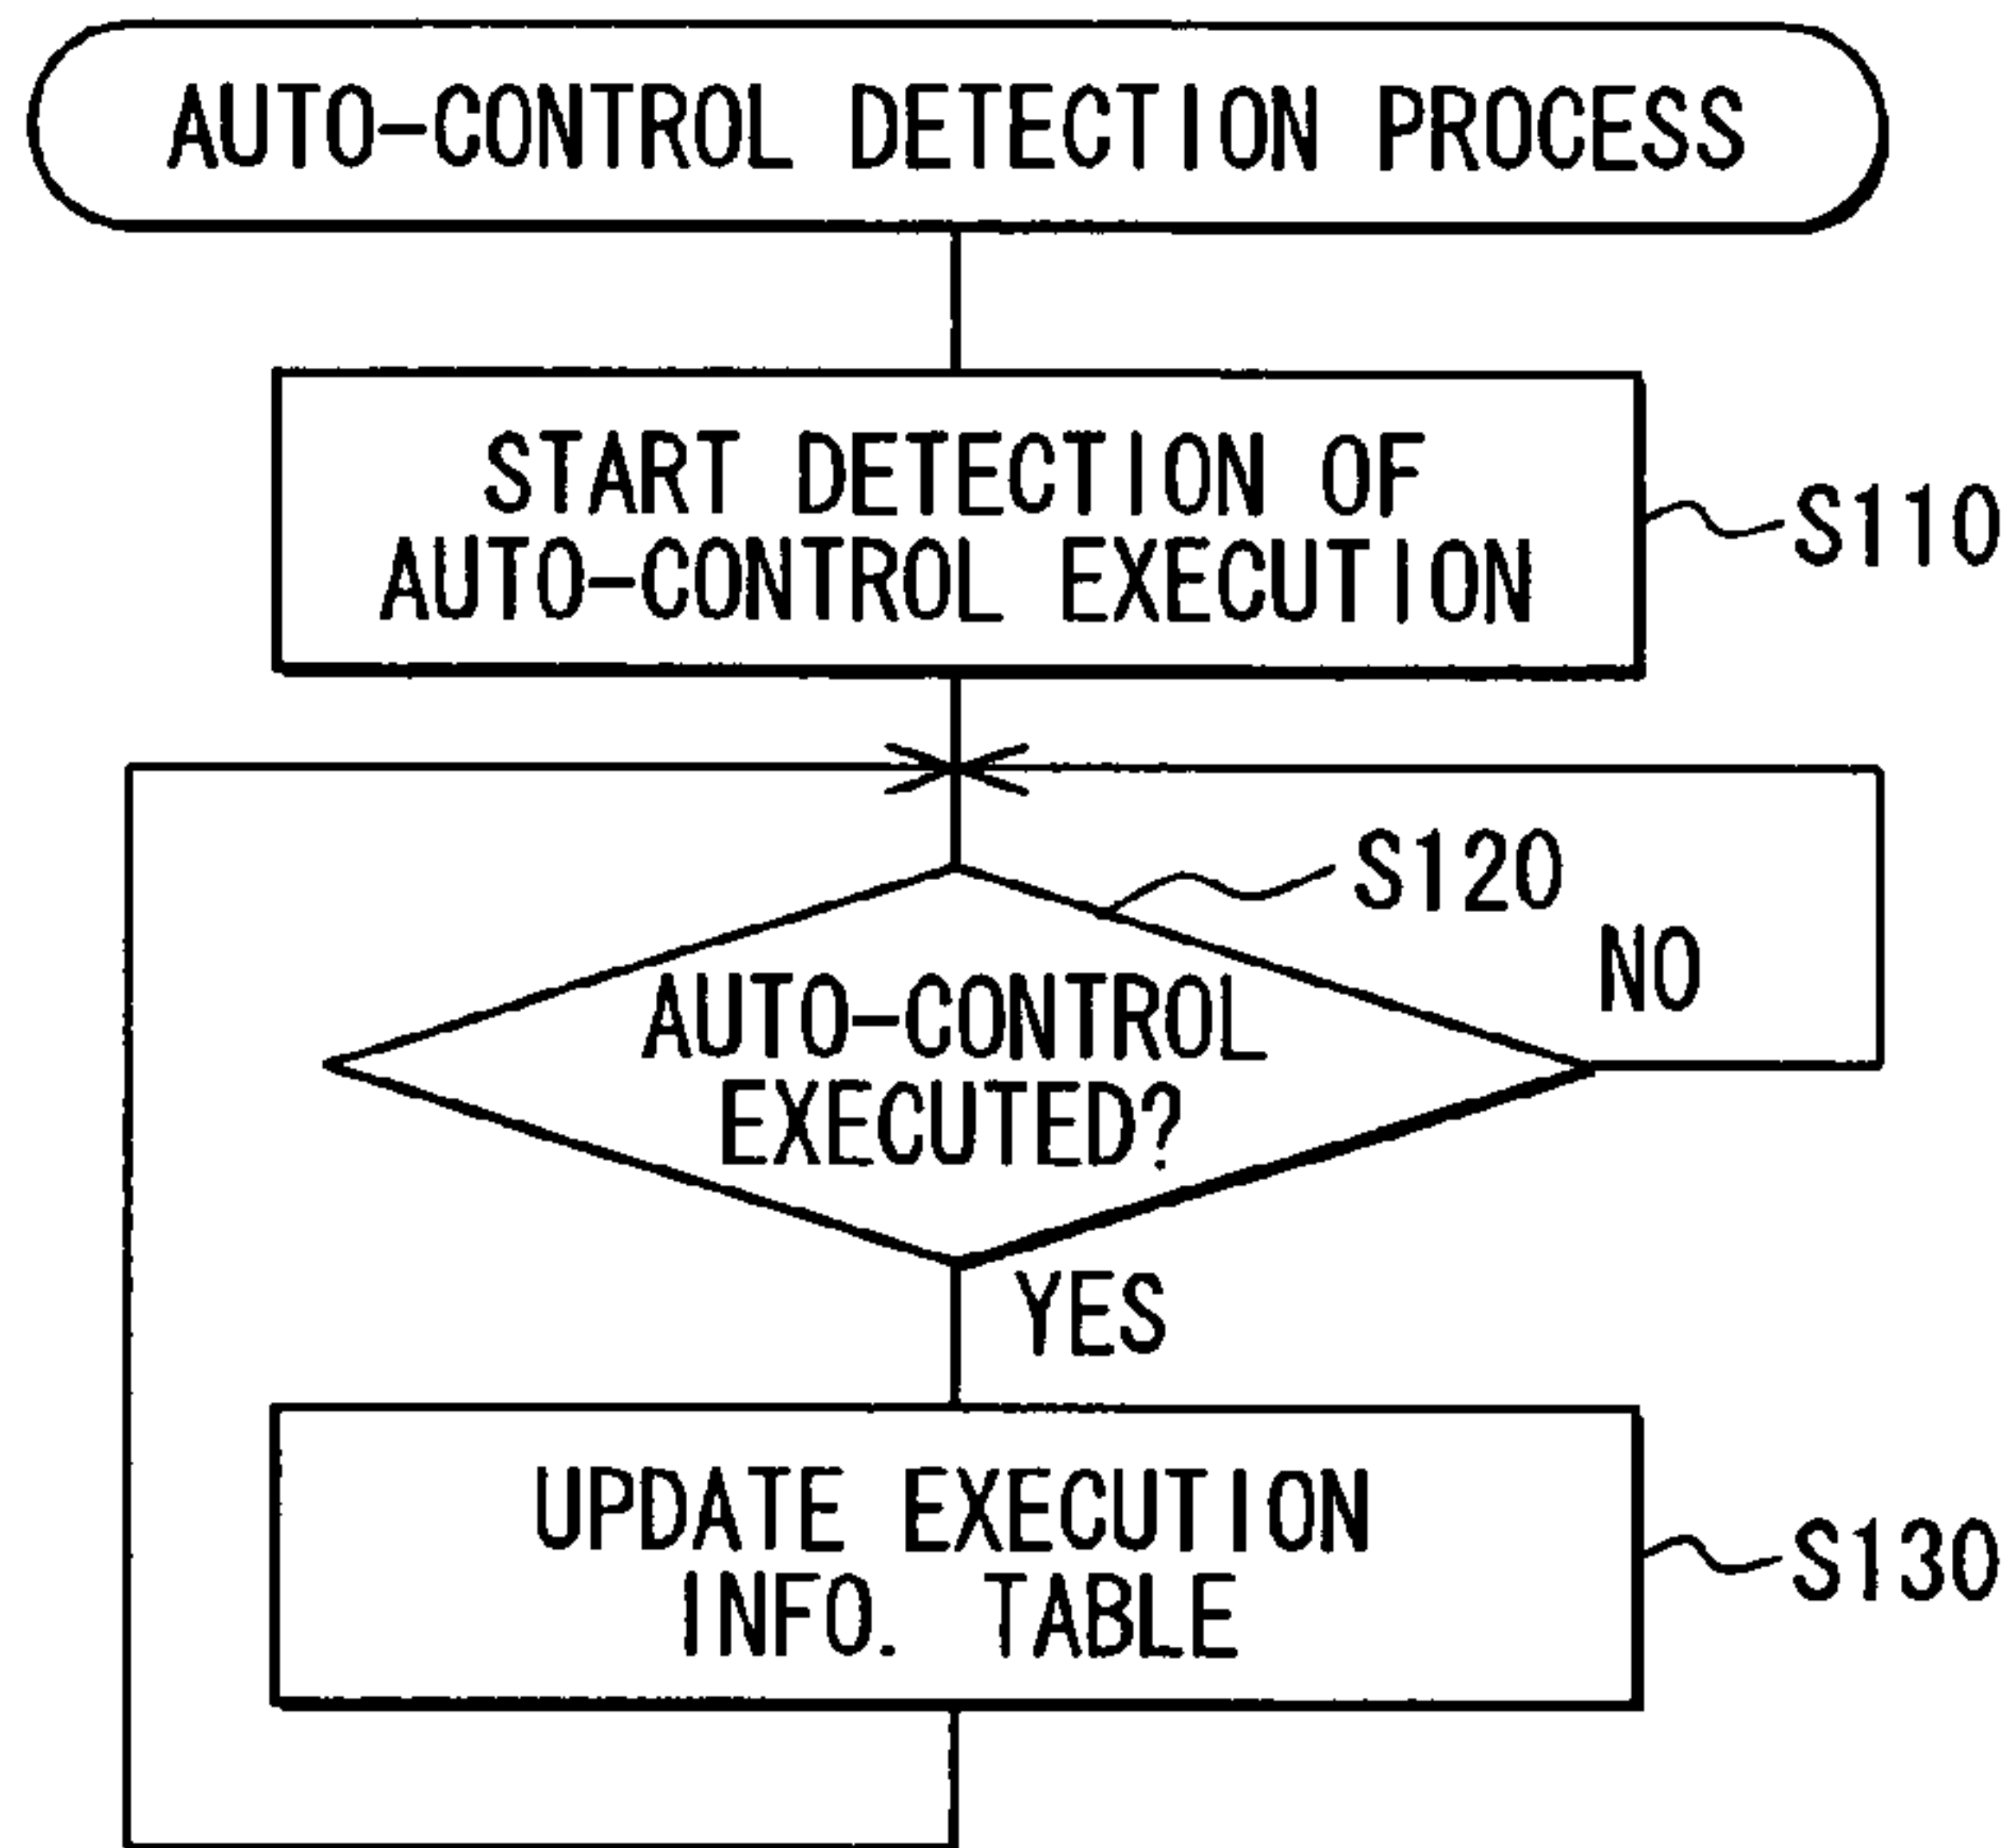 AUTO-CONTROL DETECTION PROCESS
START DETECTION OF
AUTO-CONTROL EXECUTION
S110
S120
NO
AUTO-CONTROL
EXECUTED?
YES
UPDATE EXECUTION
INFO. TABLE
S130